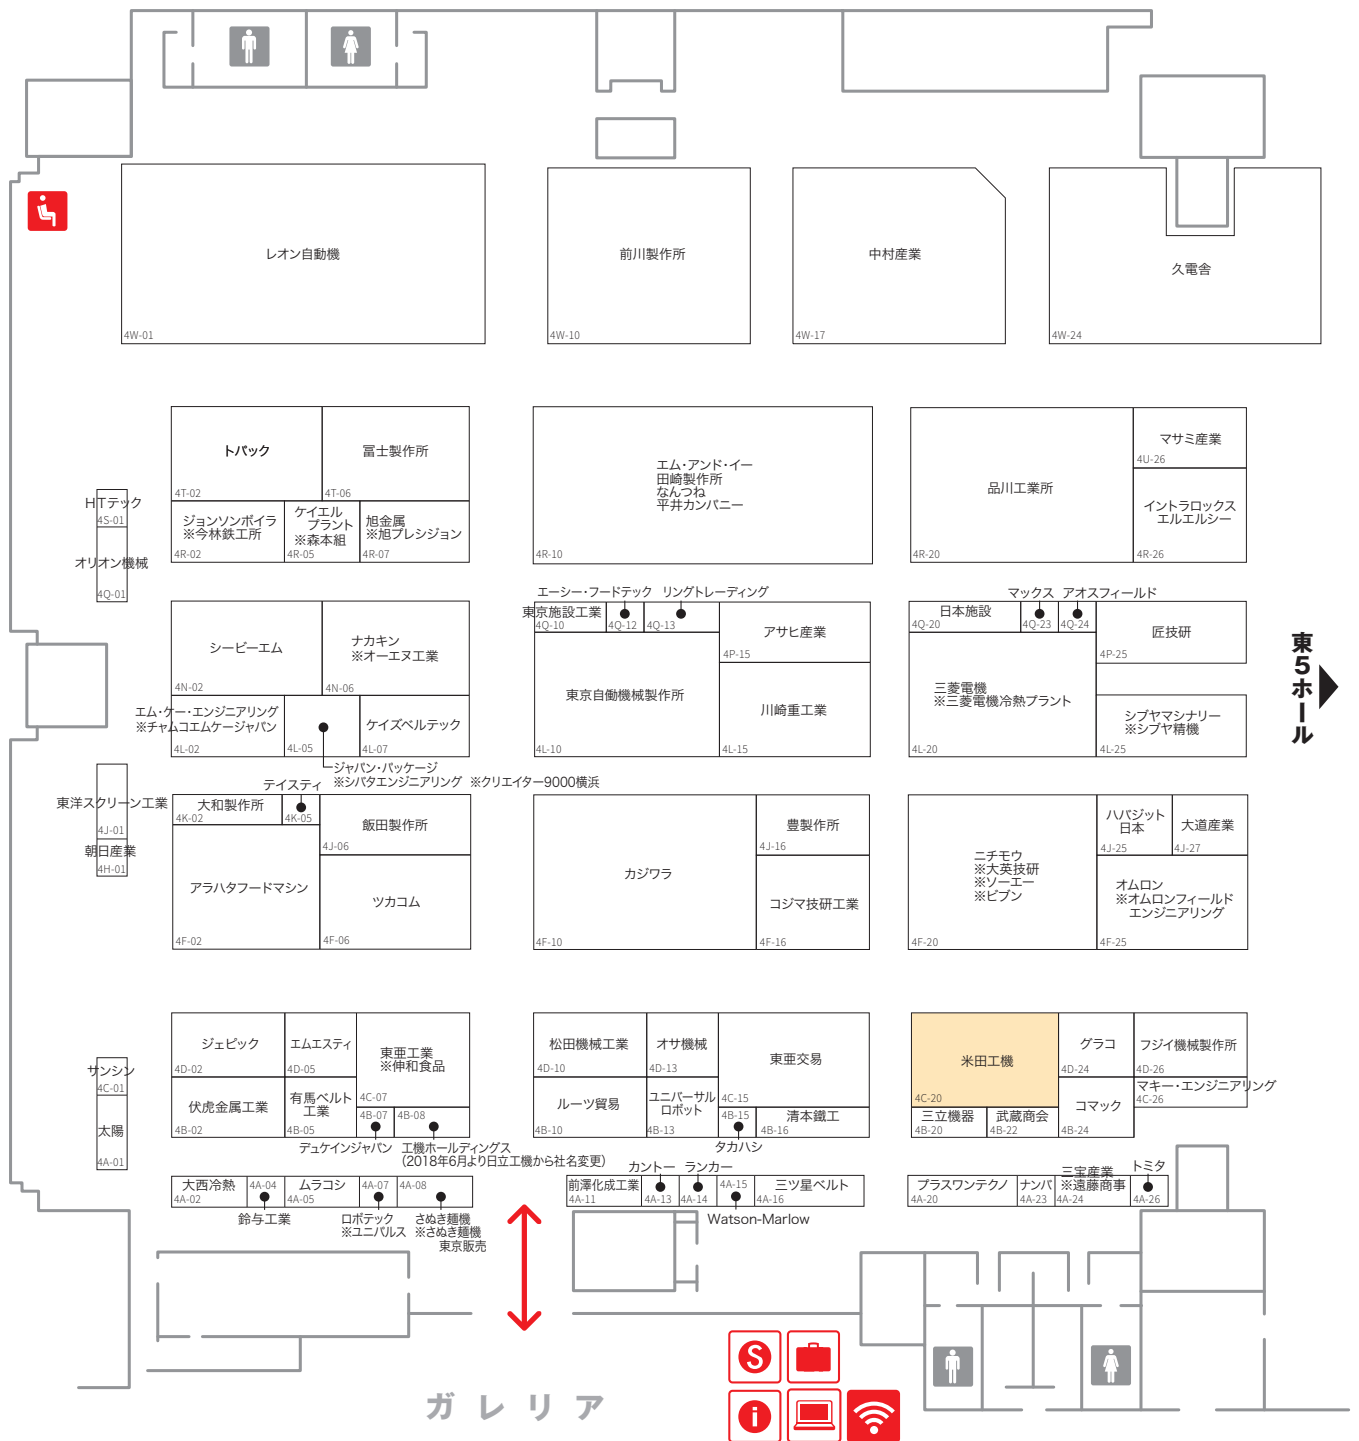 レオン自動機
4W-01
前川製作所
4W-10
中村産業
4W-17
久電舎
4W-24
トパック
4T-02
冨士製作所
4T-06
エム・アンド・イー
田崎製作所
なんつね
平井カンパニー
4R-10
品川工業所
4R-20
マサミ産業
4U-26
イントラロックス
エルエルシー
4R-26
HTテック
4S-01
オリオン機械
4Q-01
ジョンソンボイラ
※今林鉄工所
4R-02
ケイエル
プラント
※森本組
4R-05
旭金属
※旭プレシジョン
4R-07
エーシー・フードテック
リングトレーディング
東京施設工業
4Q-10
4Q-12
4Q-13
アサヒ産業
4P-15
マックス
アオスフィールド
日本施設
4Q-20
4Q-23
4Q-24
匠技研
4P-25
シービーエム
4N-02
ナカキン
※オーエヌ工業
4N-06
東京自働機械製作所
4L-10
川崎重工業
4L-15
三菱電機
※三菱電機冷熱プラント
4L-20
シブヤマシナリー
※シブヤ精機
4L-25
東5ホール
エム・ケー・エンジニアリング
※チャムコエムケージャパン
4L-02
4L-05
ケイズベルテック
4L-07
ジャパン・パッケージ
※シバタエンジニアリング ※クリエイター9000横浜
テイスティ
東洋スクリーン工業
4J-01
朝日産業
4H-01
大和製作所
4K-02
4K-05
飯田製作所
4J-06
アラハタフードマシン
4F-02
ツカコム
4F-06
カジワラ
4F-10
豊製作所
4J-16
コジマ技研工業
4F-16
ニチモウ
※大英技研
※ソーエー
※ビブン
4F-20
ハバジット
日本
4J-25
大道産業
4J-27
オムロン
※オムロンフィールド
エンジニアリング
4F-25
サンシン
4C-01
太陽
4A-01
ジェピック
4D-02
エムエスティ
4D-05
東亜工業
※伸和食品
4C-07
伏虎金属工業
4B-02
有馬ベルト
工業
4B-05
4B-07
4B-08
デュケインジャパン
工機ホールディングス
（2018年6月より日立工機から社名変更）
松田機械工業
4D-10
オサ機械
4D-13
東亜交易
4C-15
ルーツ貿易
4B-10
ユニバーサル
ロボット
4B-13
4B-15
清本鐵工
4B-16
タカハシ
米田工機
4C-20
グラコ
4D-24
フジイ機械製作所
4D-26
マキー・エンジニアリング
4C-26
三立機器
4B-20
武蔵商会
4B-22
コマック
4B-24
大西冷熱
4A-02
4A-04
ムラコシ
4A-05
4A-07
4A-08
鈴与工業
ロボテック
※ユニパルス
さぬき麺機
※さぬき麺機
東京販売
カントー
ランカー
前澤化成工業
4A-11
4A-13
4A-14
4A-15
三ツ星ベルト
4A-16
Watson-Marlow
プラスワンテクノ
4A-20
ナンバ
4A-23
三宝産業
※遠藤商事
4A-24
トミタ
4A-26
S
i
ガレリア